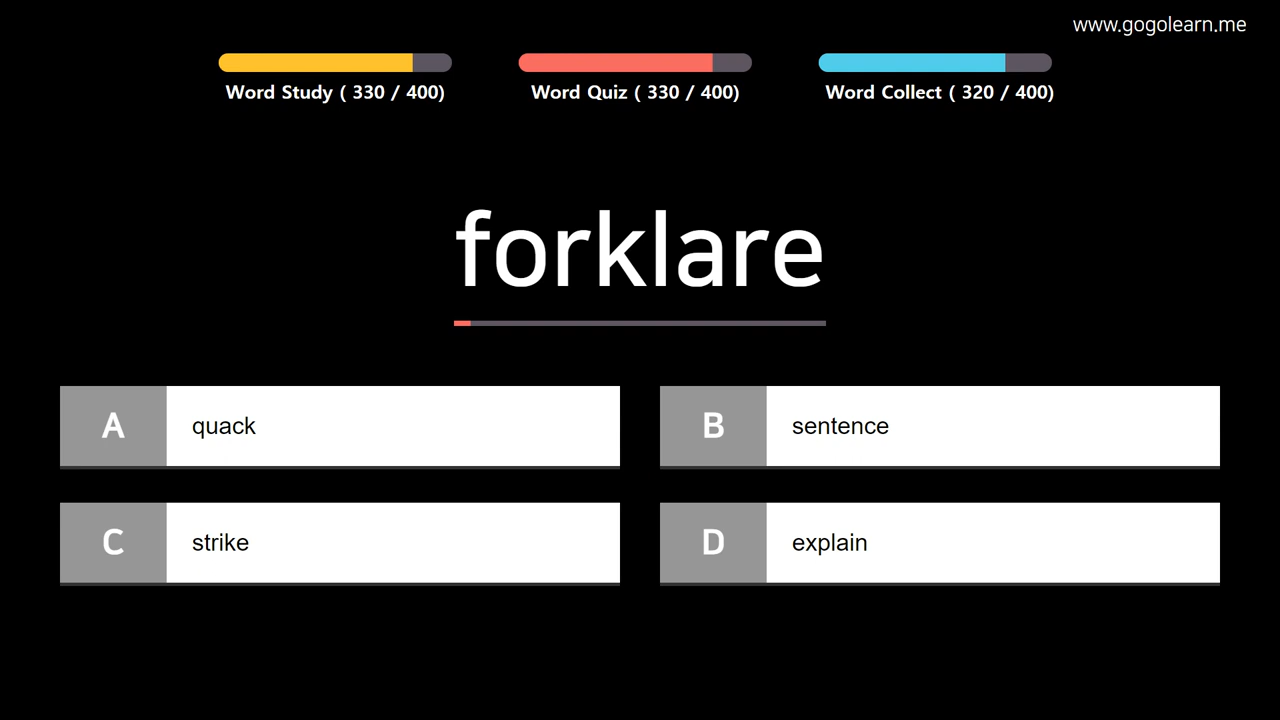 www.gogolearn.me
Word Study ( 330 / 400)
Word Quiz ( 330 / 400)
Word Collect ( 320 / 400)
forklare
A quack
B sentence
C strike
D explain